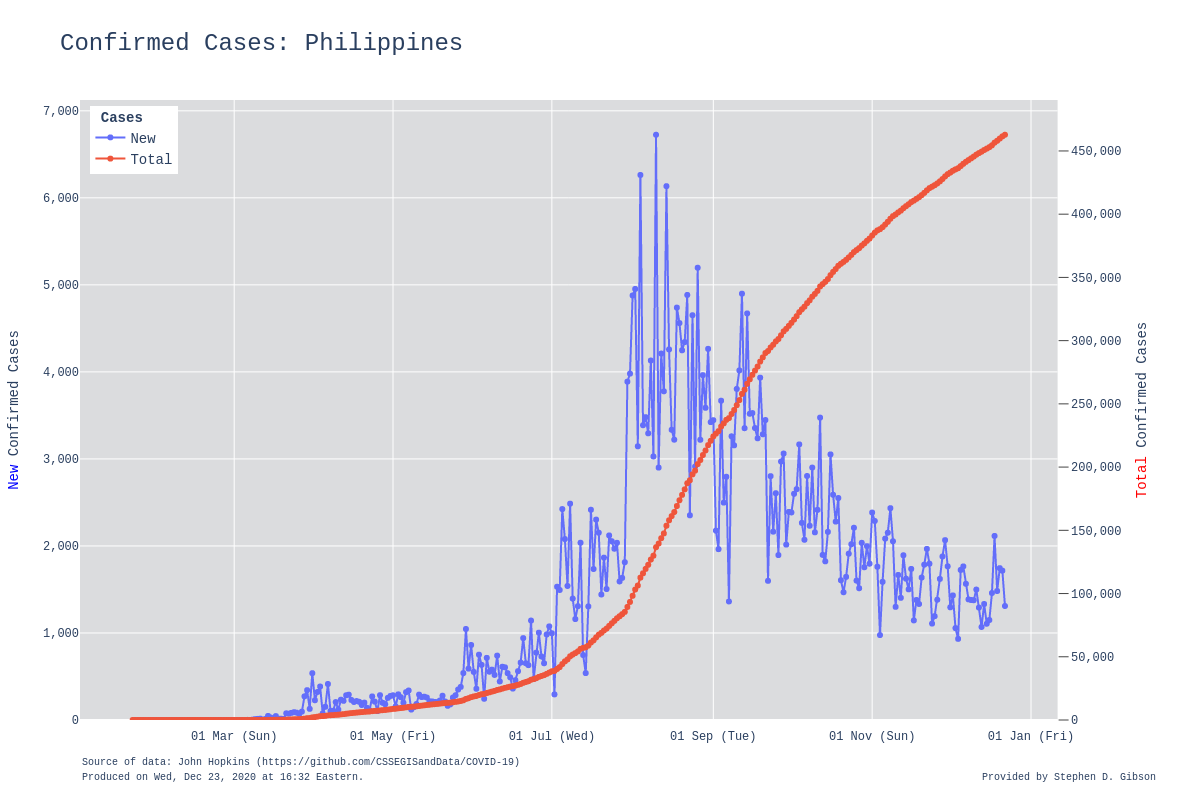 Confirmed Cases: Philippines
Cases
New
Total
7,000
6,000
5,000
4,000
3,000
2,000
1,000
0
New Confirmed Cases
450,000
400,000
350,000
300,000
250,000
200,000
150,000
100,000
50,000
0
Total Confirmed Cases
01 Mar (Sun) 01 May (Fri) 01 Jul (Wed) 01 Sep (Tue) 01 Nov (Sun) 01 Jan (Fri)
Source of data: John Hopkins (https://github.com/CSSEGISandData/COVID-19)
Produced on Wed, Dec 23, 2020 at 16:32 Eastern.
Provided by Stephen D. Gibson